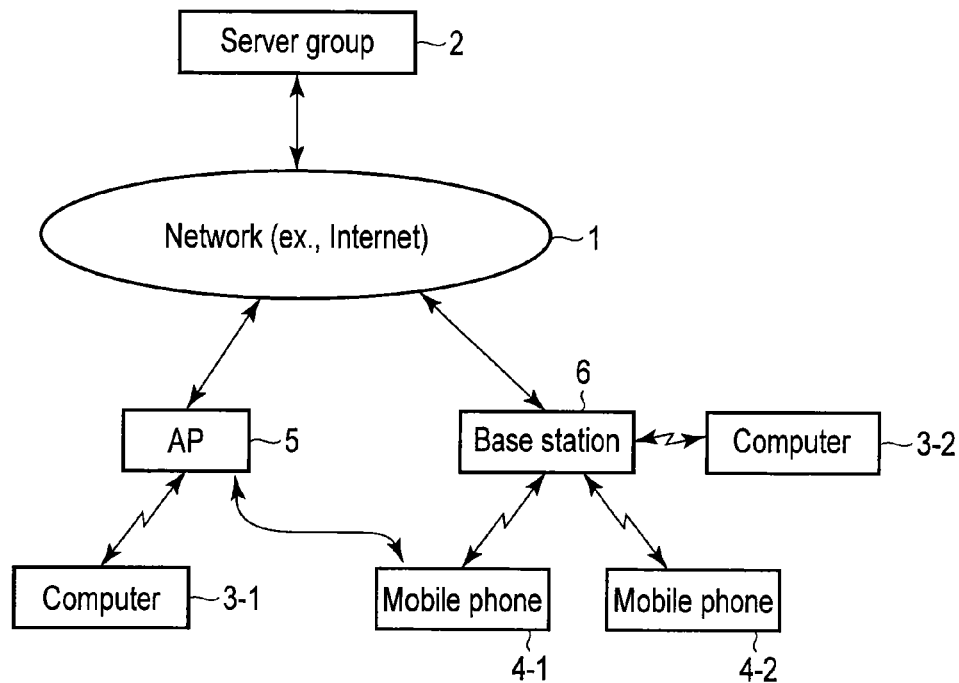 Server group
2
Network (ex., Internet)
1
6
AP
5
Base station
Computer
3-2
Computer
3-1
Mobile phone
Mobile phone
4-1
4-2